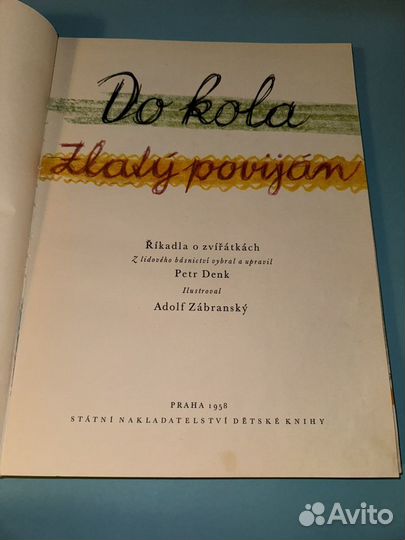 Do kola
Zlatý poviján
Říkadla o zvířátkách
Z lidového básnictví vybral a upravil
Petr Denk
Ilustroval
Adolf Zábranský
PRAHA 1958
STÁTNÍ NAKLADATELSTVÍ DĚTSKÉ KNIHY
Avito